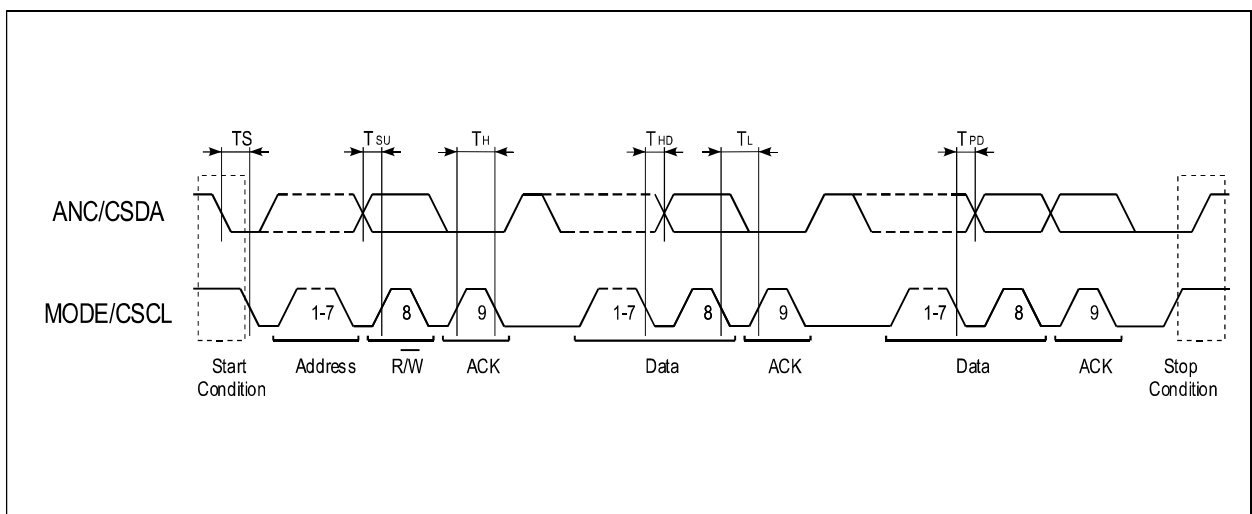 TS TSU TH THD TL TPD
ANC/CSDA
MODE/CSCL 1-7 8 9 1-7 8 9 1-7 8 9
Start Condition Address R/W ACK Data ACK Data ACK Stop Condition